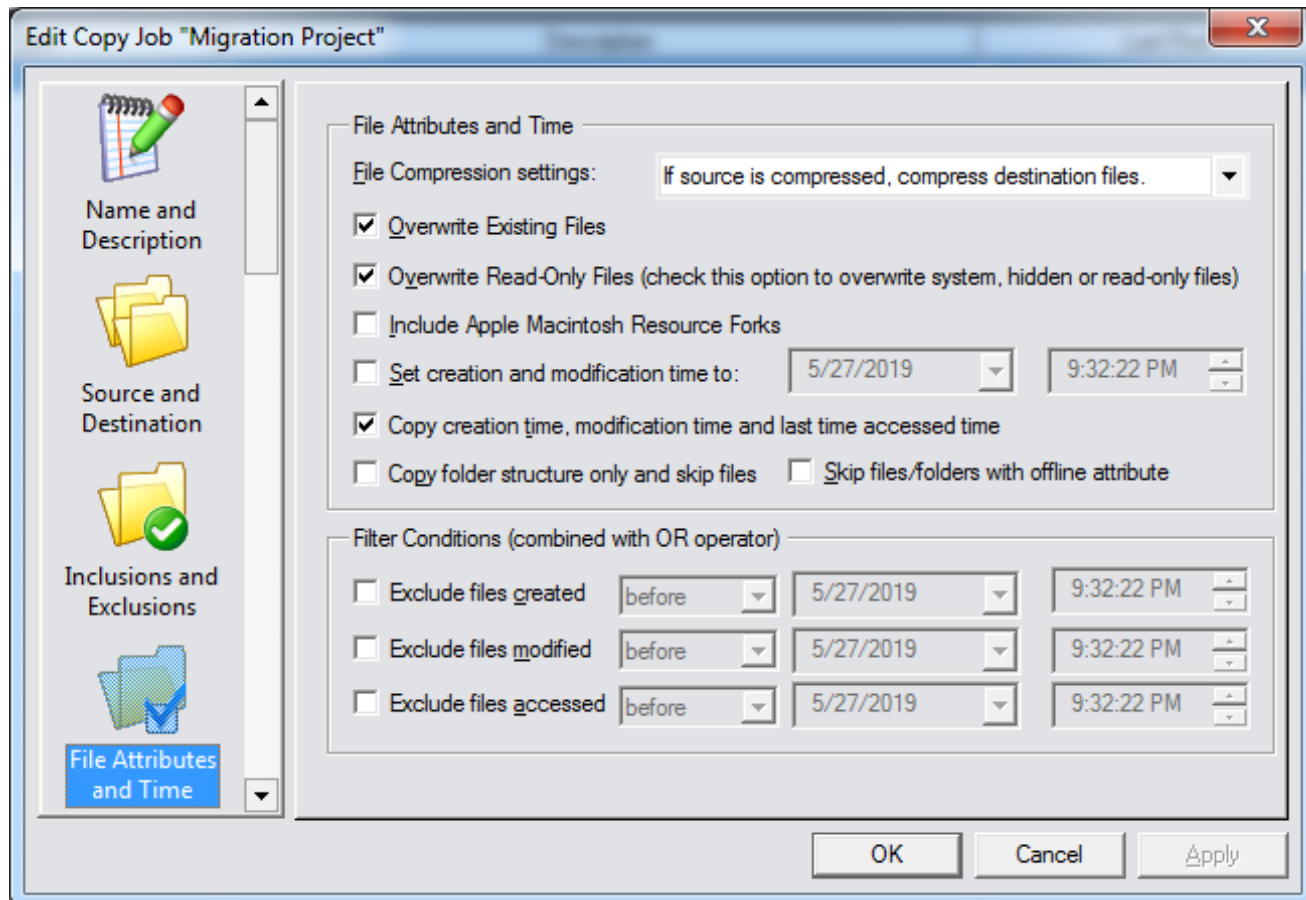 Edit Copy Job "Migration Project"
Name and
Description
Source and
Destination
Inclusions and
Exclusions
File Attributes
and Time
File Attributes and Time
File Compression settings: If source is compressed, compress destination files.
Overwrite Existing Files
Overwrite Read-Only Files (check this option to overwrite system, hidden or read-only files)
Include Apple Macintosh Resource Forks
Set creation and modification time to: 5/27/2019 9:32:22 PM
Copy creation time, modification time and last time accessed time
Copy folder structure only and skip files Skip files/folders with offline attribute
Filter Conditions (combined with OR operator)
Exclude files created before 5/27/2019 9:32:22 PM
Exclude files modified before 5/27/2019 9:32:22 PM
Exclude files accessed before 5/27/2019 9:32:22 PM
OK Cancel Apply